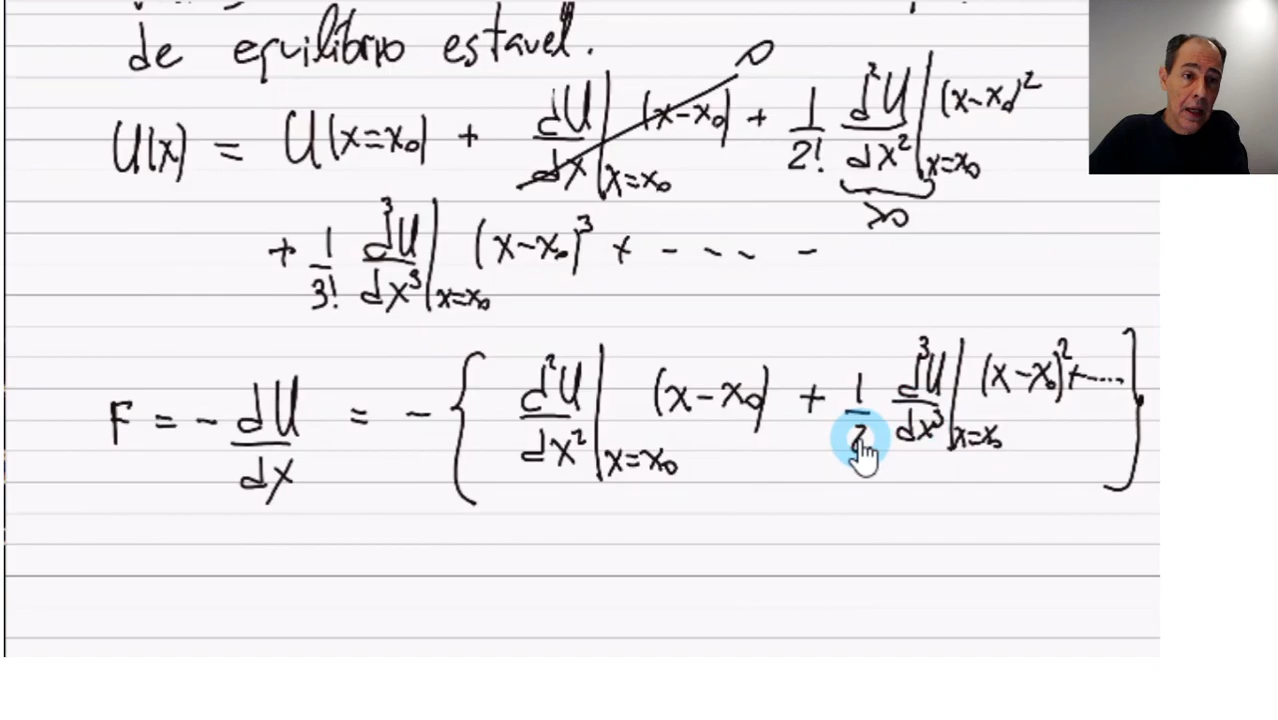 de equilíbrio estavel.
U(x) = U(x=x₀) + dU/dx|x=x₀ (x-x₀) 0 + 1/2! d²U/dx²|x=x₀ (x-x₀)²
>0
+ 1/3! d³U/dx³|x=x₀ (x-x₀)³ + - - - - -
F = - dU/dx = - { d²U/dx²|x=x₀ (x-x₀) + 1/2 d³U/dx³|x=x₀ (x-x₀)² + ..... }